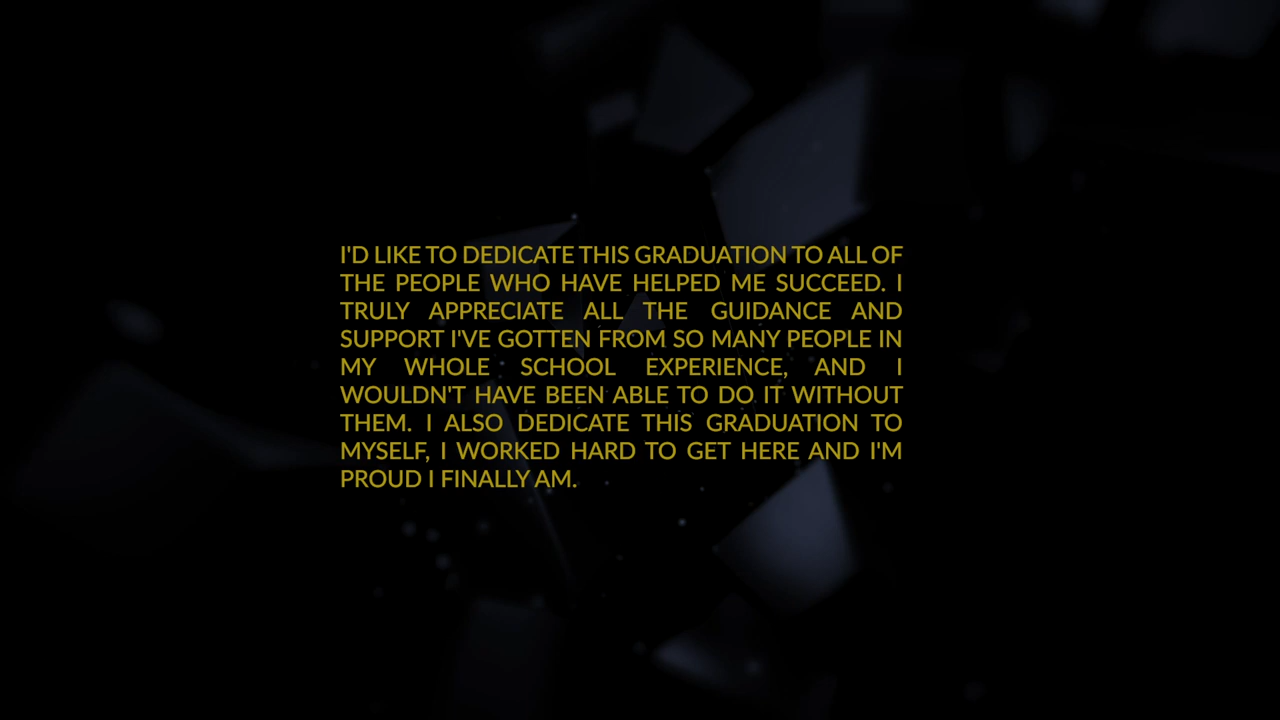 I'D LIKE TO DEDICATE THIS GRADUATION TO ALL OF
THE PEOPLE WHO HAVE HELPED ME SUCCEED. I
TRULY APPRECIATE ALL THE GUIDANCE AND
SUPPORT I'VE GOTTEN FROM SO MANY PEOPLE IN
MY WHOLE SCHOOL EXPERIENCE, AND I
WOULDN'T HAVE BEEN ABLE TO DO IT WITHOUT
THEM. I ALSO DEDICATE THIS GRADUATION TO
MYSELF, I WORKED HARD TO GET HERE AND I'M
PROUD I FINALLY AM.